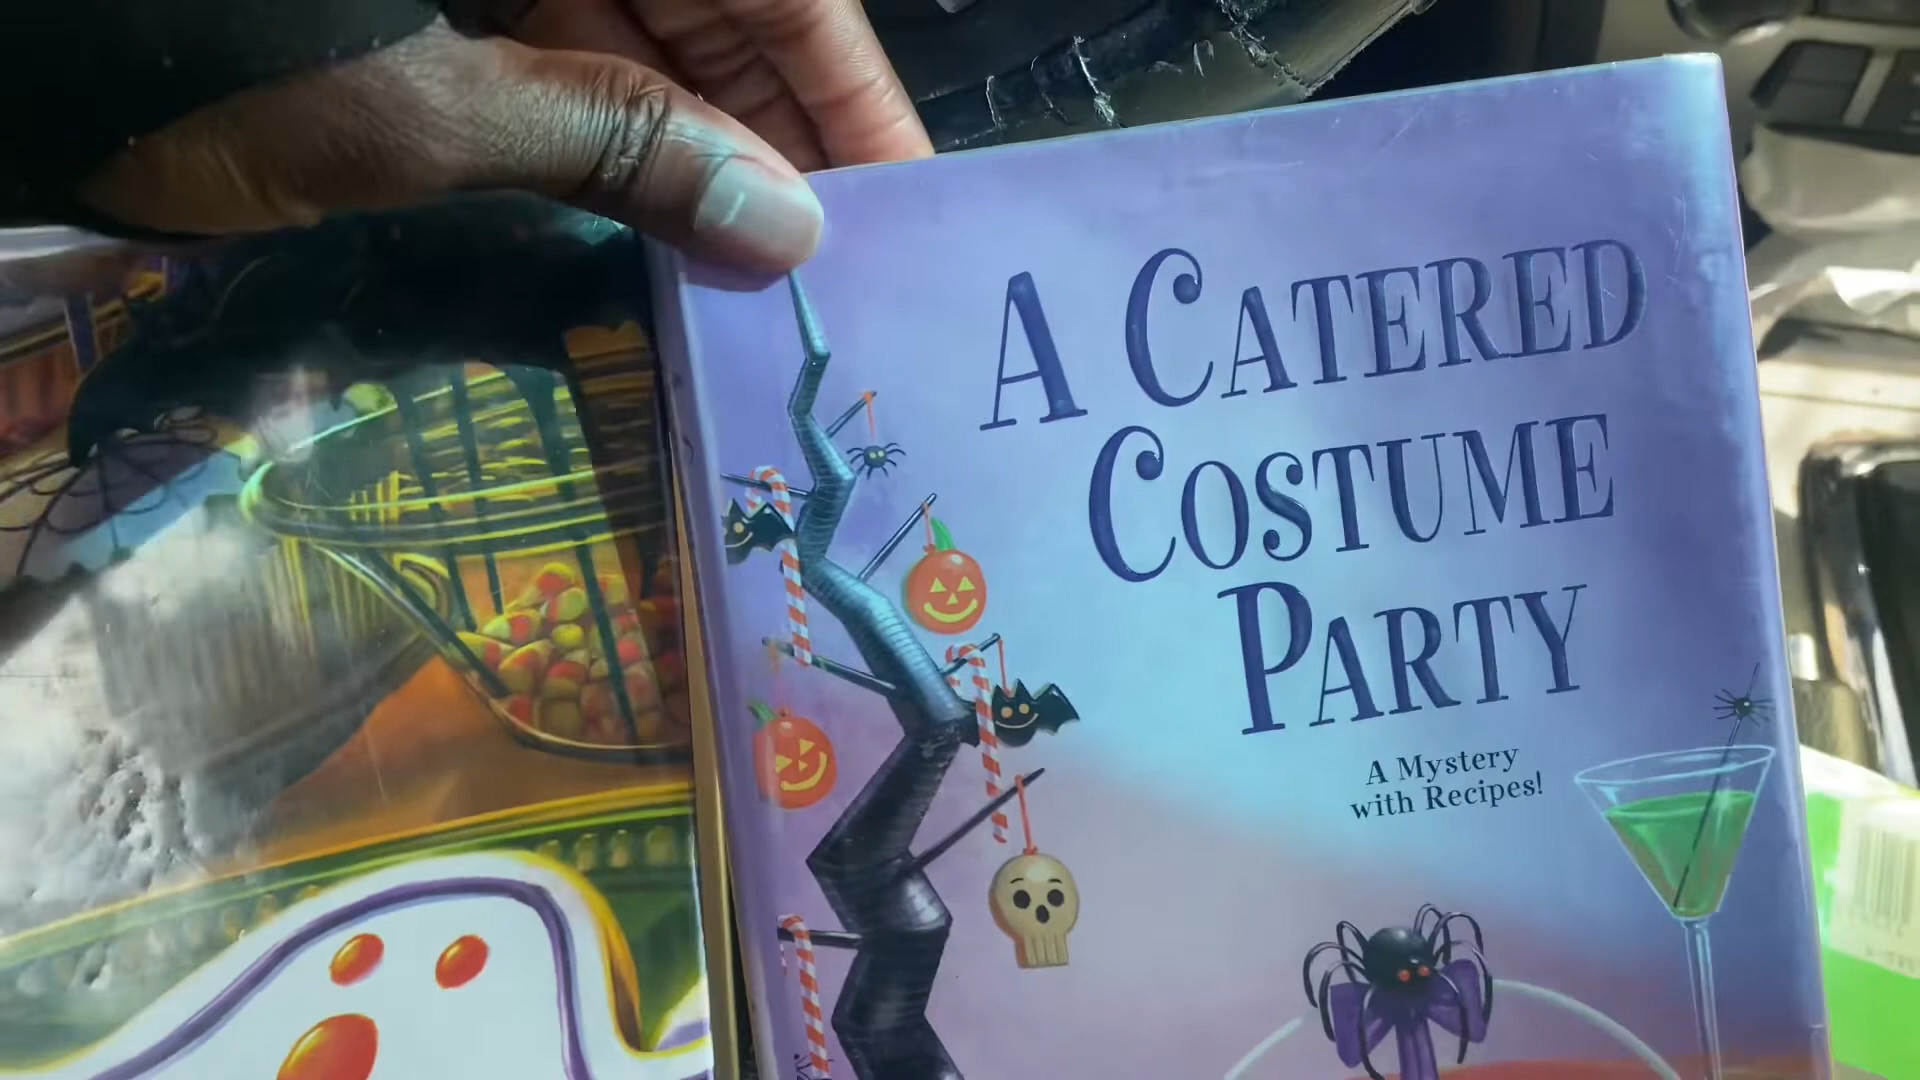 A CATERED
COSTUME
PARTY
A Mystery
with Recipes!